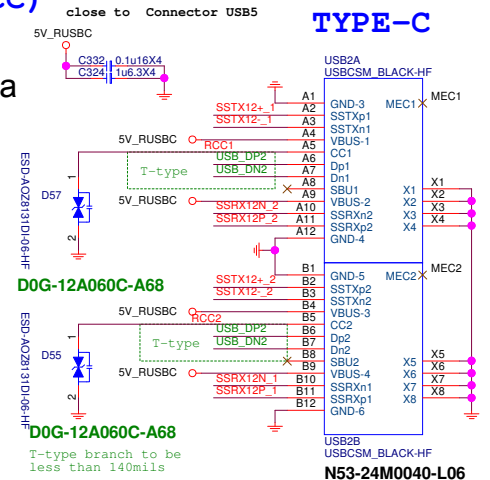 CC)
close to Connector USB5
TYPE-C
5V_RUSBC
C332 0.1u16X4
C324 1u6.3X4
a
USB2A
USBCSM_BLACK-HF
A1 GND-3 MEC1 MEC1
SSTX12+_1 A2 SSTXp1
SSTX12-_1 A3 SSTXn1
5V_RUSBC A4 VBUS-1
RCC1 A5 CC1
USB_DP2 A6 Dp1
USB_DN2 A7 Dn1
T-type
A8 SBU1 X1 X1
5V_RUSBC A9 VBUS-2 X2 X2
SSRX12N_2 A10 SSRXn2 X3 X3
SSRX12P_2 A11 SSRXp2 X4 X4
A12 GND-4
ESD-AOZ8131DI-06-HF
D57
1
2
D0G-12A060C-A68
B1 GND-5 MEC2 MEC2
SSTX12+_2 B2 SSTXp2
SSTX12-_2 B3 SSTXn2
5V_RUSBC B4 VBUS-3
RCC2 B5 CC2
USB_DP2 B6 Dp2
USB_DN2 B7 Dn2
T-type
B8 SBU2 X5 X5
5V_RUSBC B9 VBUS-4 X6 X6
SSRX12N_1 B10 SSRXn1 X7 X7
SSRX12P_1 B11 SSRXp1 X8 X8
B12 GND-6
ESD-AOZ8131DI-06-HF
D55
1
2
D0G-12A060C-A68
T-type branch to be
less than 140mils
USB2B
USBCSM_BLACK-HF
N53-24M0040-L06